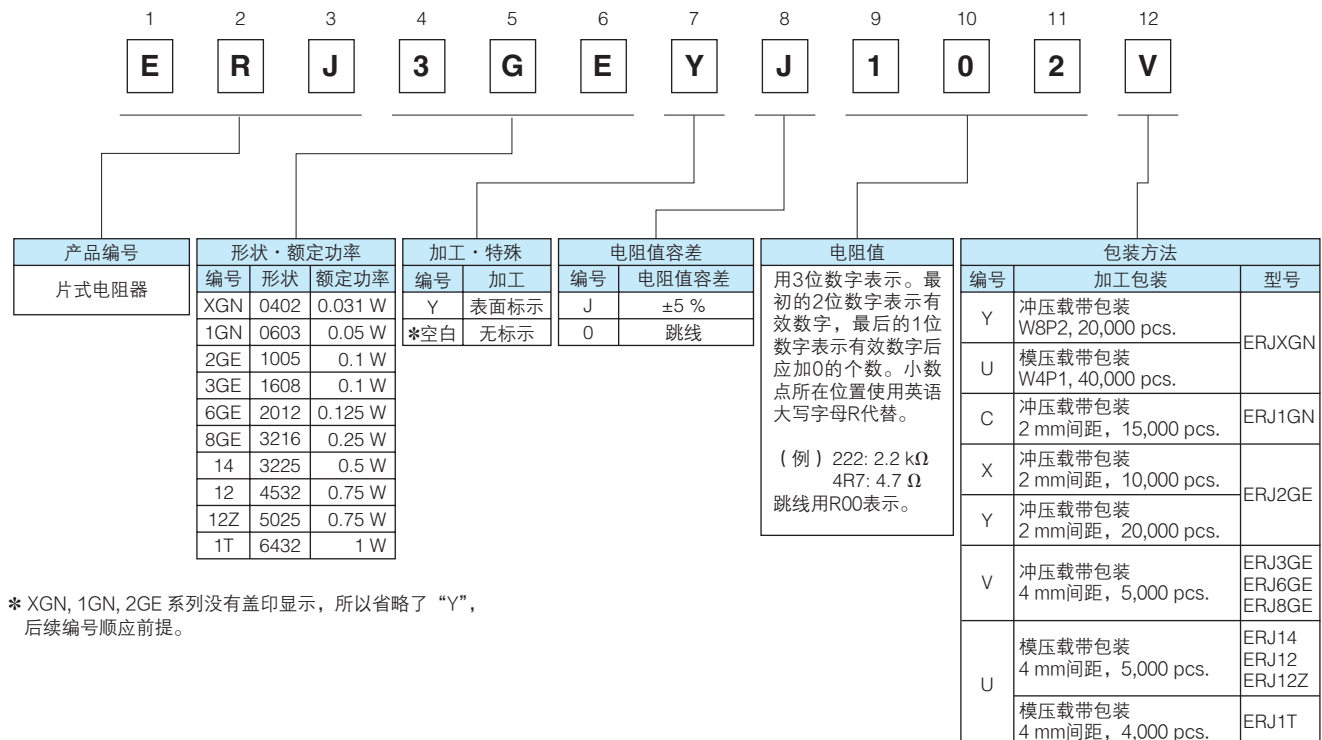 1 2 3 4 5 6 7 8 9 10 11 12
E R J 3 G E Y J 1 0 2 V
产品编号
片式电阻器
形状・额定功率
编号 形状 额定功率
XGN 0402 0.031 W
1GN 0603 0.05 W
2GE 1005 0.1 W
3GE 1608 0.1 W
6GE 2012 0.125 W
8GE 3216 0.25 W
14 3225 0.5 W
12 4532 0.75 W
12Z 5025 0.75 W
1T 6432 1 W
加工・特殊
编号 加工
Y 表面标示
✱空白 无标示
电阻值容差
编号 电阻值容差
J ±5 %
0 跳线
电阻值
用3位数字表示。最
初的2位数字表示有
效数字，最后的1位
数字表示有效数字后
应加0的个数。小数
点所在位置使用英语
大写字母R代替。
（例）222: 2.2 kΩ
4R7: 4.7 Ω
跳线用R00表示。
包装方法
编号 加工包装 型号
Y 冲压载带包装
W8P2, 20,000 pcs.
ERJXGN
U 模压载带包装
W4P1, 40,000 pcs.
C 冲压载带包装
2 mm间距，15,000 pcs.
ERJ1GN
X 冲压载带包装
2 mm间距，10,000 pcs.
ERJ2GE
Y 冲压载带包装
2 mm间距，20,000 pcs.
V 冲压载带包装
4 mm间距，5,000 pcs.
ERJ3GE
ERJ6GE
ERJ8GE
U 模压载带包装
4 mm间距，5,000 pcs.
ERJ14
ERJ12
ERJ12Z
模压载带包装
4 mm间距，4,000 pcs.
ERJ1T
✱ XGN, 1GN, 2GE 系列没有盖印显示，所以省略了“Y”，
后续编号顺应前提。